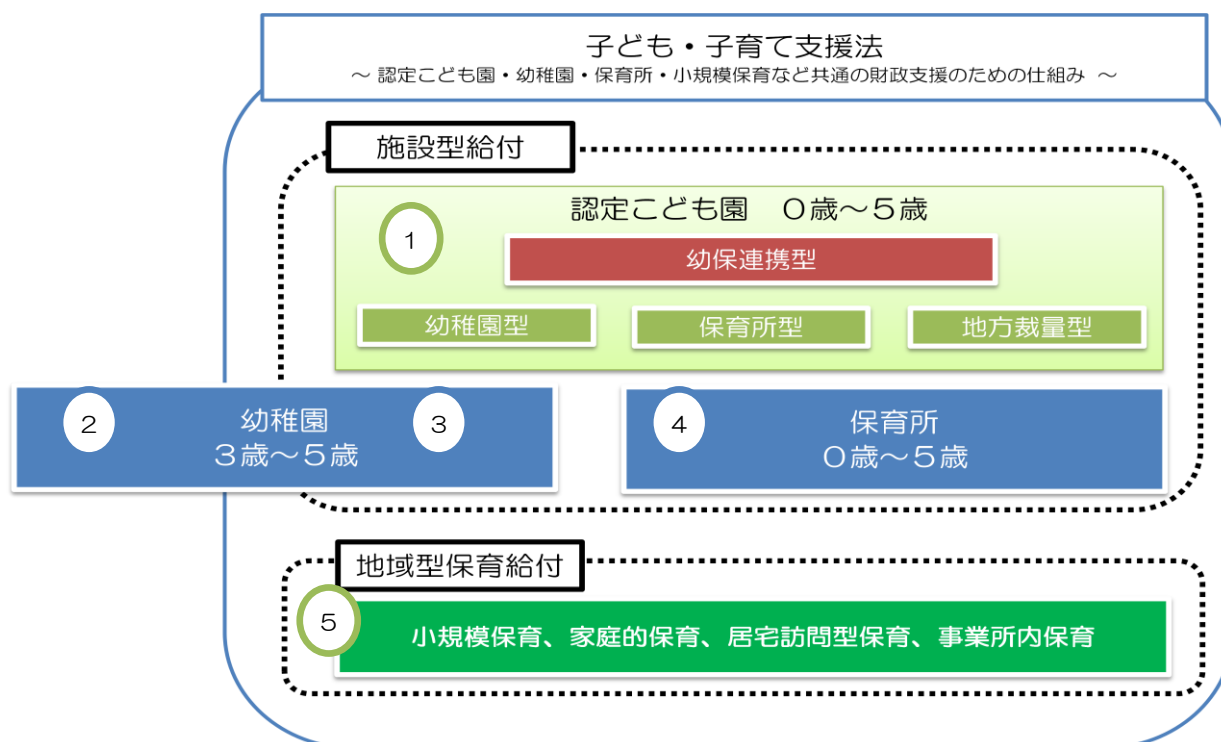 子ども・子育て支援法
～ 認定こども園・幼稚園・保育所・小規模保育など共通の財政支援のための仕組み ～
施設型給付
認定こども園　０歳～５歳
1
幼保連携型
幼稚園型
保育所型
地方裁量型
2
幼稚園
3
３歳～５歳
4
保育所
０歳～５歳
地域型保育給付
5
小規模保育、家庭的保育、居宅訪問型保育、事業所内保育